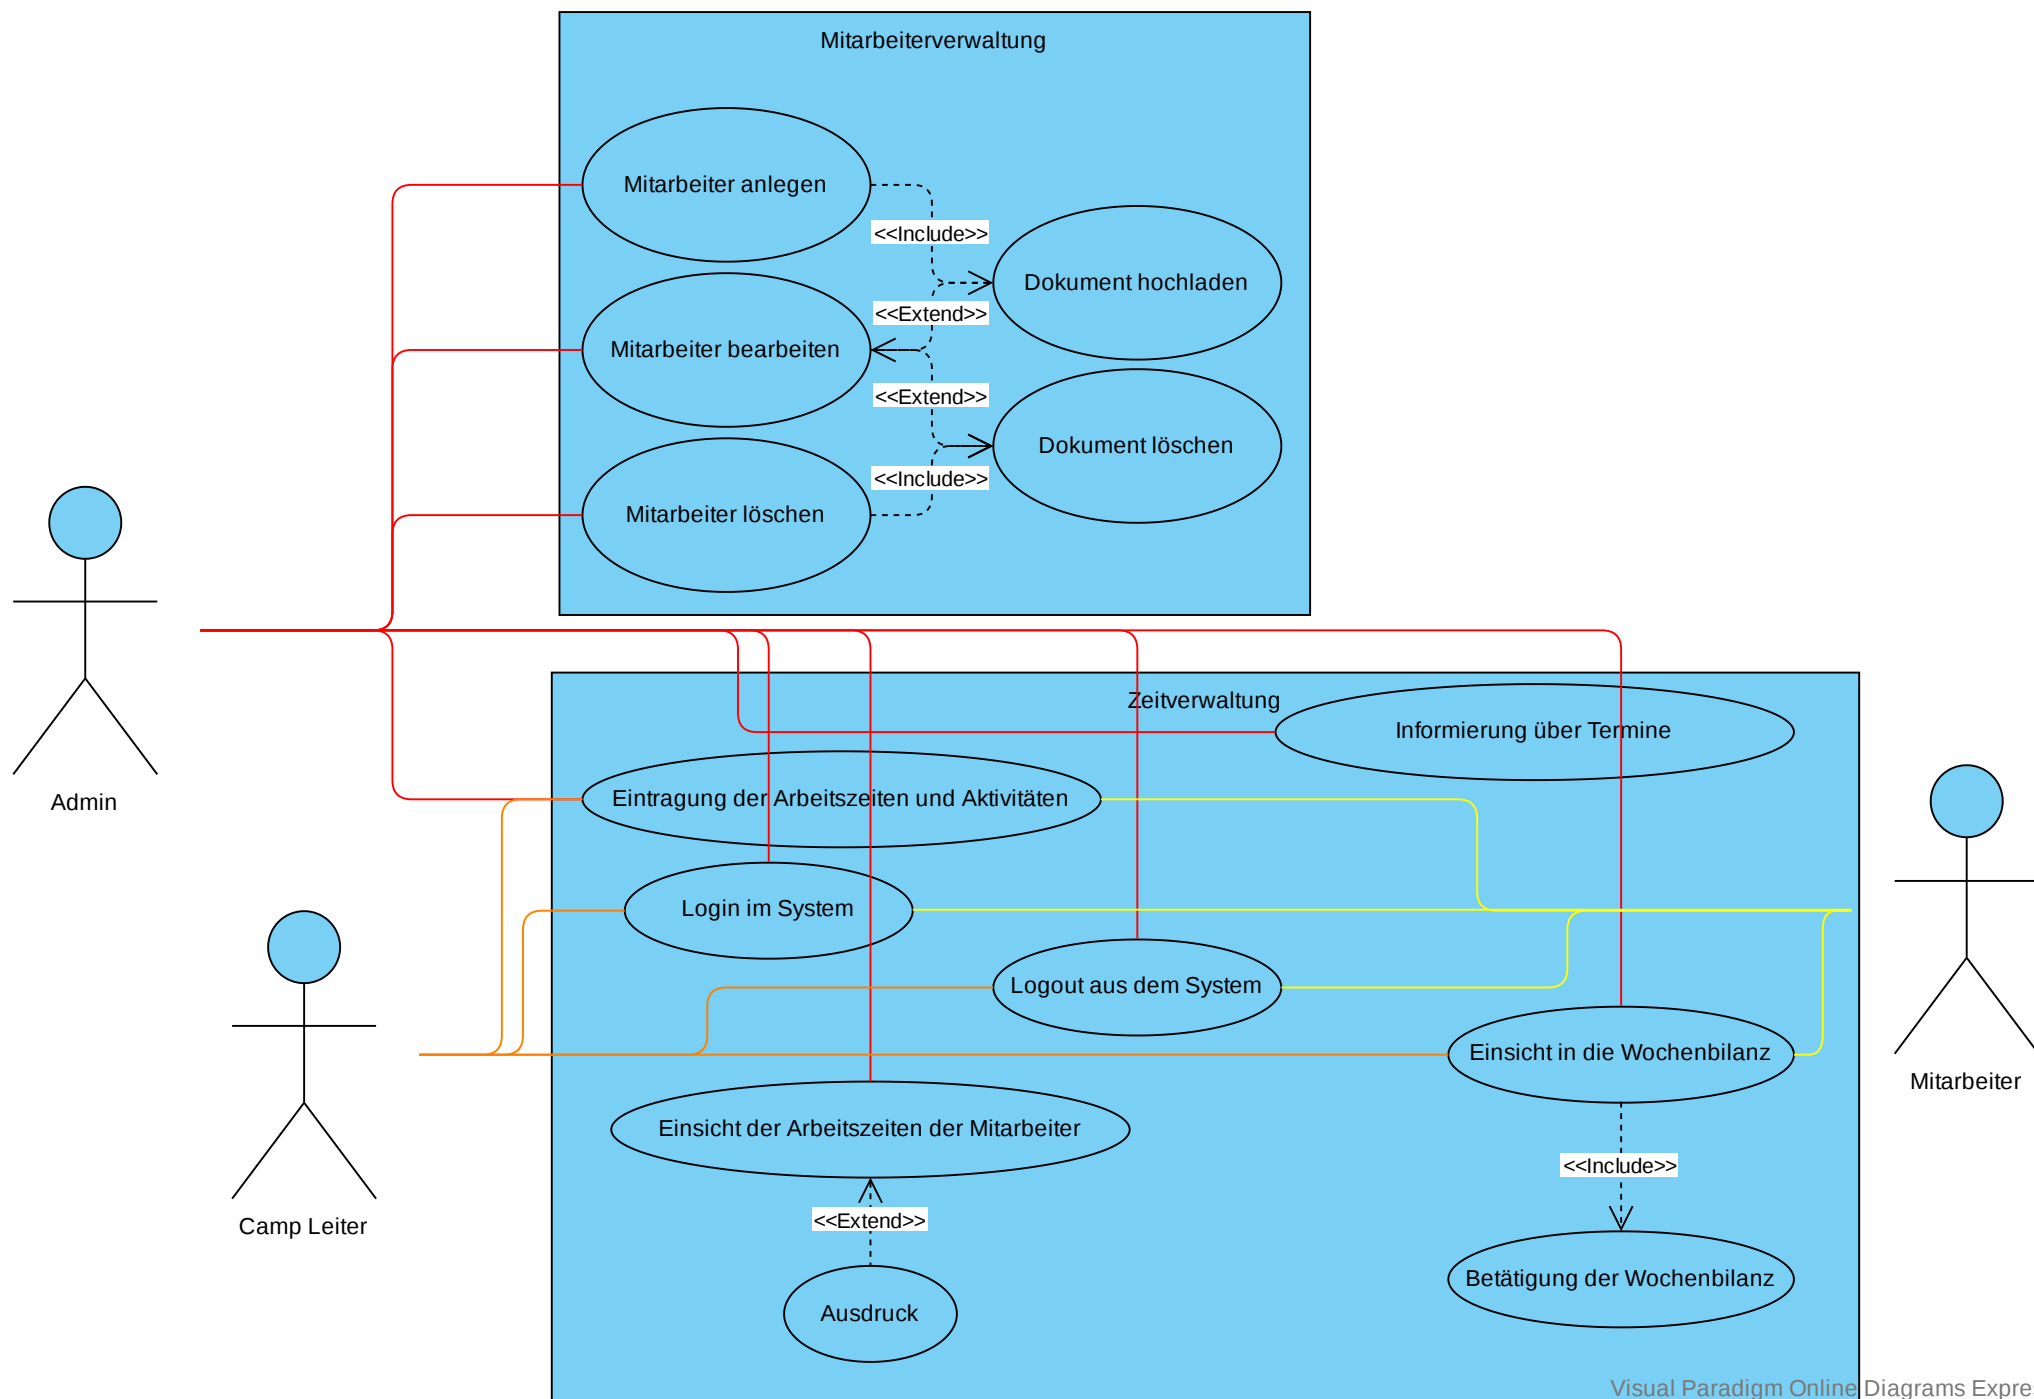 Mitarbeiterverwaltung
Mitarbeiter anlegen
<<Include>>
Dokument hochladen
<<Extend>>
Mitarbeiter bearbeiten
<<Extend>>
Dokument löschen
<<Include>>
Mitarbeiter löschen
Admin
Zeitverwaltung
Informierung über Termine
Eintragung der Arbeitszeiten und Aktivitäten
Login im System
Logout aus dem System
Einsicht in die Wochenbilanz
Mitarbeiter
Einsicht der Arbeitszeiten der Mitarbeiter
<<Include>>
Camp Leiter
<<Extend>>
Betätigung der Wochenbilanz
Ausdruck
Visual Paradigm Online Diagrams Expre